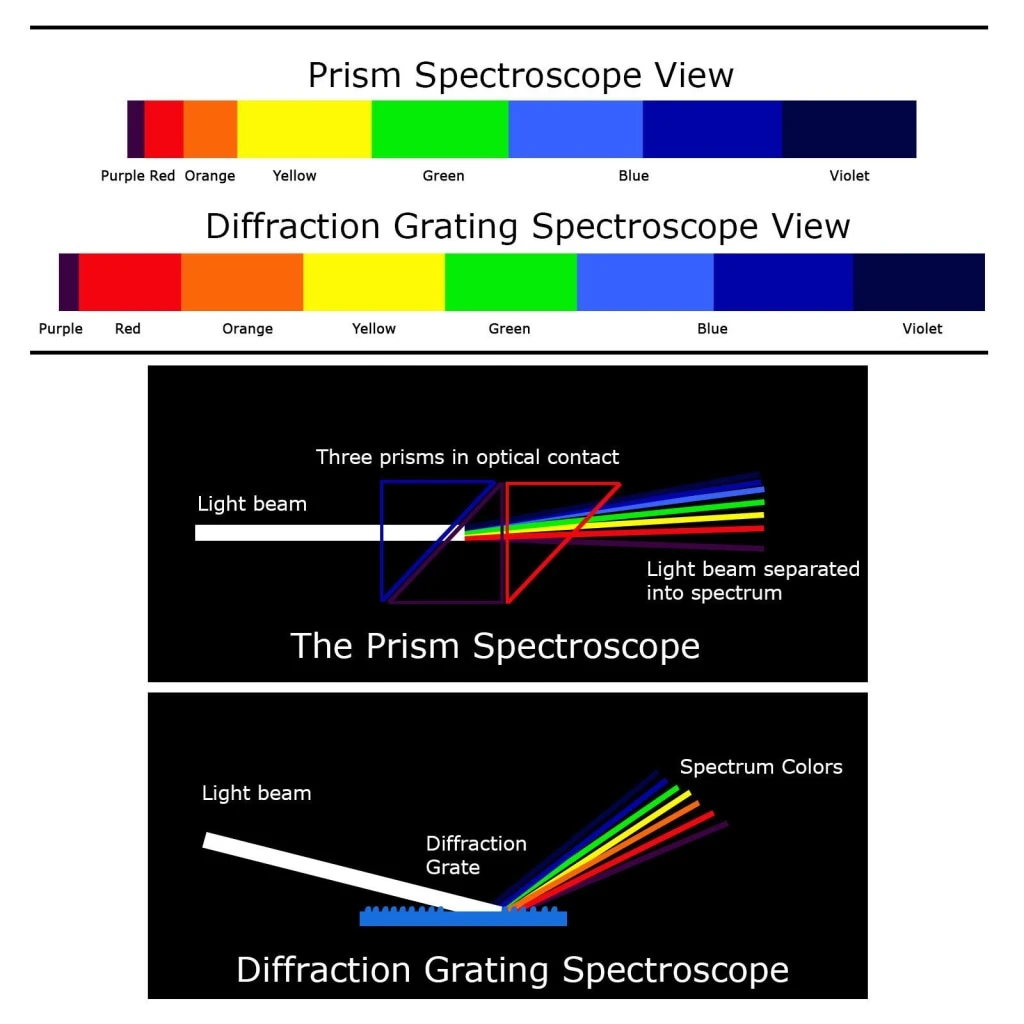 Prism Spectroscope View
Purple Red Orange Yellow Green Blue Violet
Diffraction Grating Spectroscope View
Purple Red Orange Yellow Green Blue Violet
Three prisms in optical contact
Light beam
Light beam separated
into spectrum
The Prism Spectroscope
Spectrum Colors
Light beam
Diffraction
Grate
Diffraction Grating Spectroscope